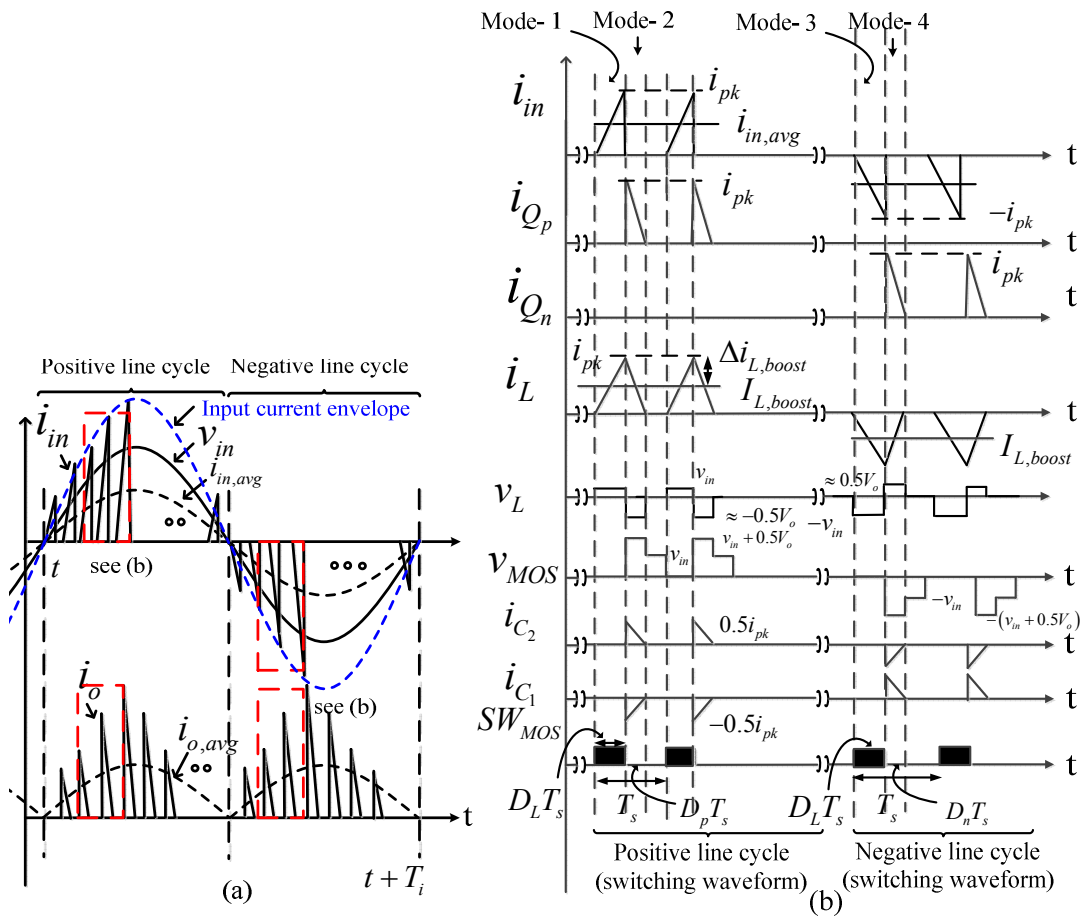 Positive line cycle
Negative line cycle
Input current envelope
i_in
v_in
i_in,avg
t
see (b)
see (b)
i_o
i_o,avg
t
t + T_i
(a)
Mode- 1
Mode- 2
Mode- 3
Mode- 4
i_in
i_pk
i_in,avg
t
i_Qp
i_pk
−i_pk
t
i_Qn
i_pk
t
i_L
i_pk
Δi_L,boost
I_L,boost
t
I_L,boost
v_L
v_in
≈ −0.5V_o
≈ 0.5V_o
−v_in
t
v_MOS
v_in
v_in + 0.5V_o
−v_in
−(v_in + 0.5V_o)
t
i_C2
0.5i_pk
t
i_C1
−0.5i_pk
t
SW_MOS
t
D_L T_s
T_s
D_p T_s
D_L T_s
T_s
D_n T_s
Positive line cycle
(switching waveform)
Negative line cycle
(switching waveform)
(b)